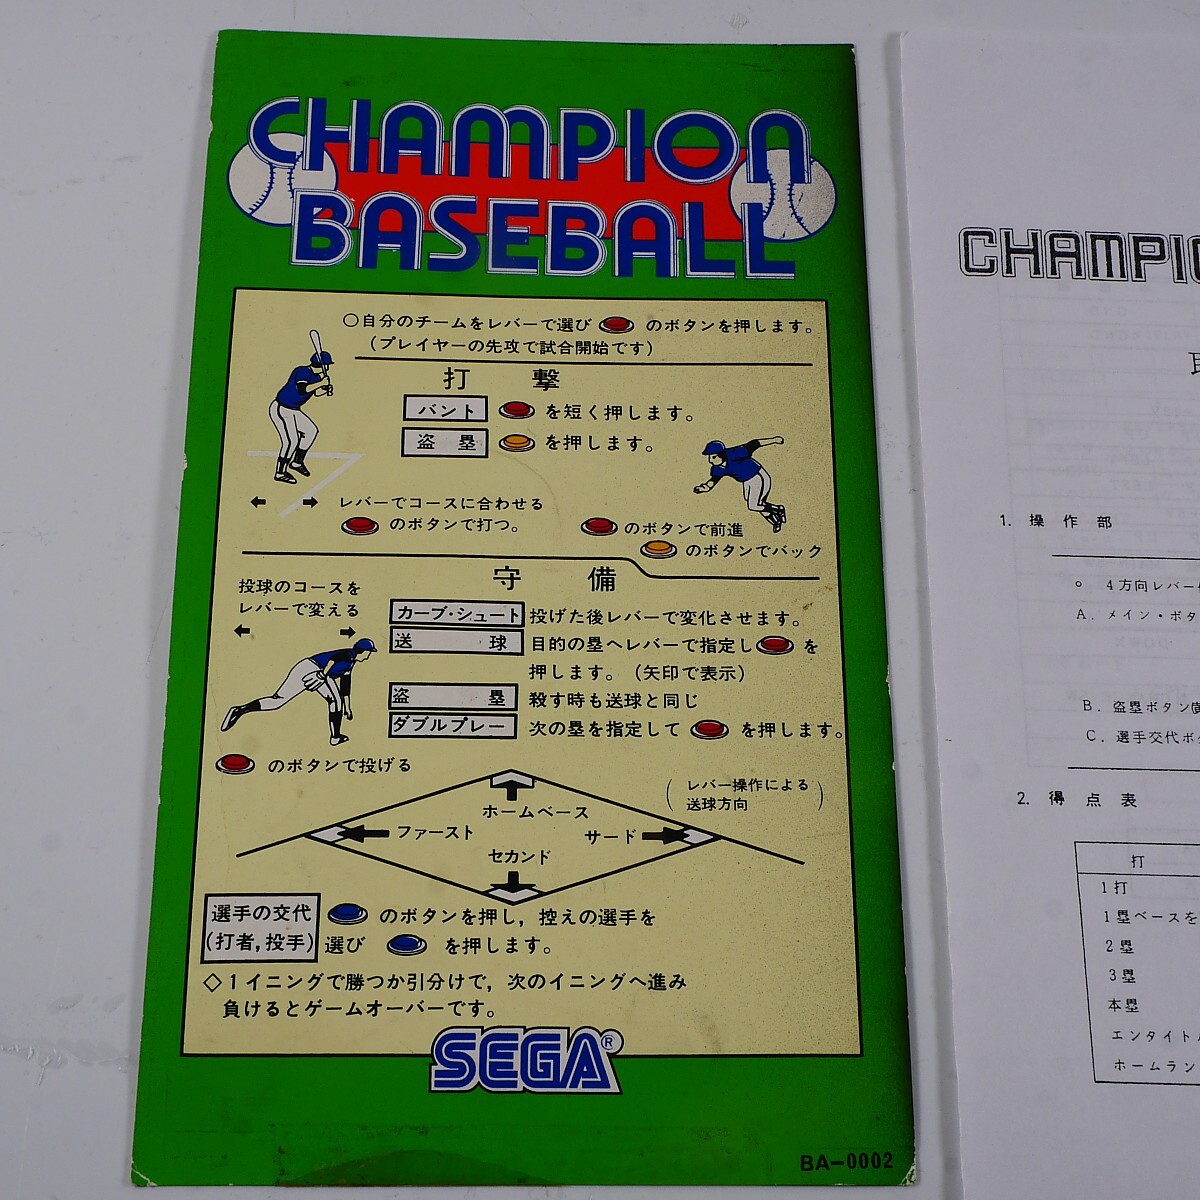 CHAMPION
BASEBALL
○自分のチームをレバーで選び のボタンを押します。
(プレイヤーの先攻で試合開始です)
打 撃
バント を短く押します。
盗 塁 を押します。
レバーでコースに合わせる
のボタンで打つ。
のボタンで前進
のボタンでバック
守 備
投球のコースを
レバーで変える
カーブ・シュート 投げた後レバーで変化させます。
送 球 目的の塁へレバーで指定し を
押します。(矢印で表示)
盗 塁 殺す時も送球と同じ
ダブルプレー 次の塁を指定して を押します。
のボタンで投げる
(レバー操作による
送球方向)
ホームベース
ファースト
サード
セカンド
選手の交代
(打者,投手)
のボタンを押し,控えの選手を
選び を押します。
◇1イニングで勝つか引分けで,次のイニングへ進み
負けるとゲームオーバーです。
SEGA®
BA-0002
CHAMPIO
1. 操 作 部
○ 4方向レバー
A. メイン・ボタ
B. 盗塁ボタン
C. 選手交代ボタ
2. 得 点 表
打
1打
1塁ベースを
2塁
3塁
本塁
エンタイトル
ホームラン